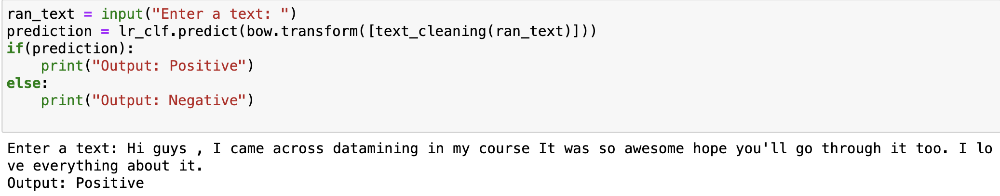 ran_text = input("Enter a text: ")
prediction = lr_clf.predict(bow.transform([text_cleaning(ran_text)]))
if(prediction):
    print("Output: Positive")
else:
    print("Output: Negative")
Enter a text: Hi guys , I came across datamining in my course It was so awesome hope you'll go through it too. I lo
ve everything about it.
Output: Positive